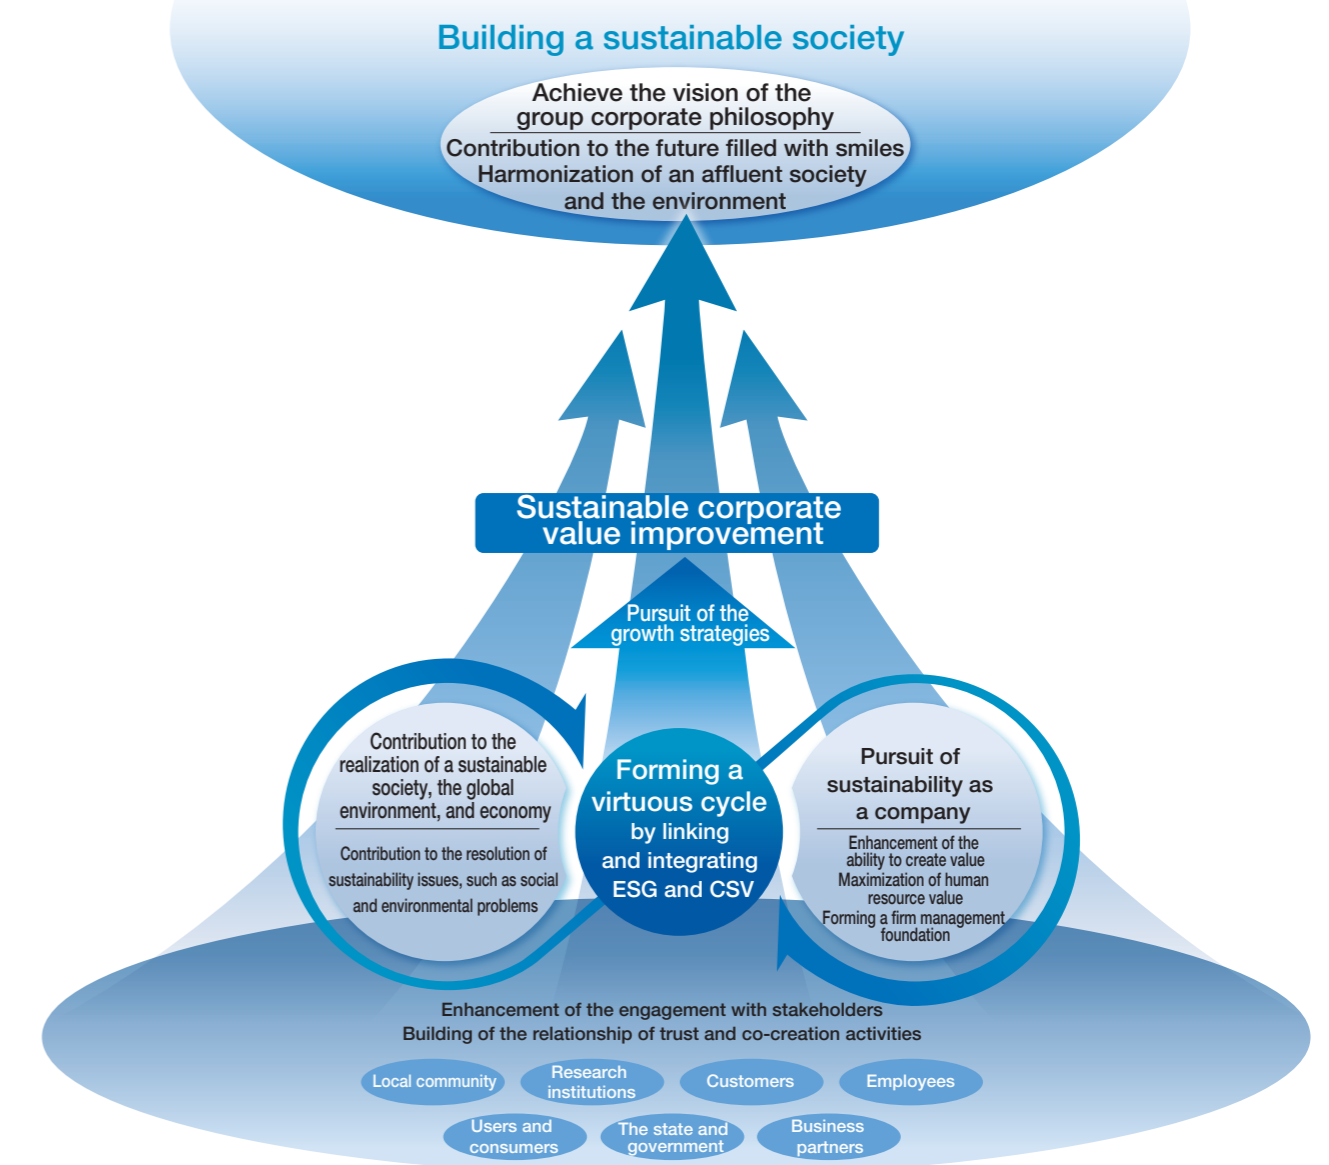 Building a sustainable society
Achieve the vision of the
group corporate philosophy
Contribution to the future filled with smiles
Harmonization of an affluent society
and the environment
Sustainable corporate
value improvement
Pursuit of the
growth strategies
Contribution to the
realization of a sustainable
society, the global
environment, and economy
Contribution to the resolution of
sustainability issues, such as social
and environmental problems
Forming a
virtuous cycle
by linking
and integrating
ESG and CSV
Pursuit of
sustainability as
a company
Enhancement of the
ability to create value
Maximization of human
resource value
Forming a firm management
foundation
Enhancement of the engagement with stakeholders
Building of the relationship of trust and co-creation activities
Local community
Research
institutions
Customers
Employees
Users and
consumers
The state and
government
Business
partners